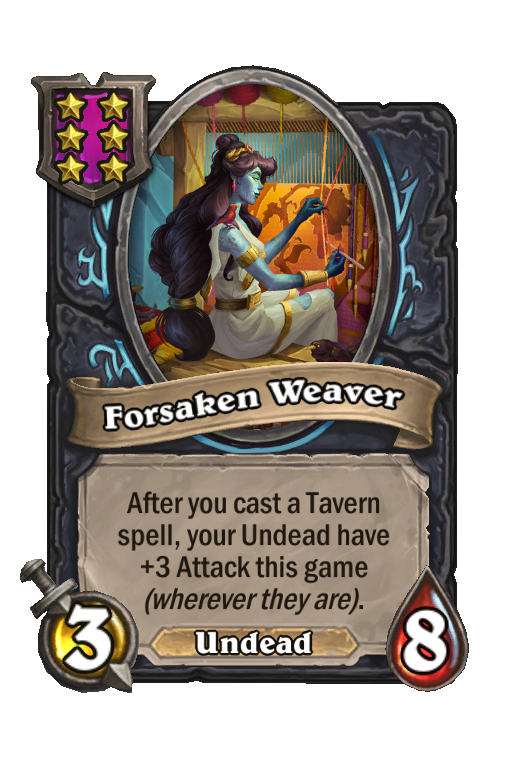 Forsaken Weaver
After you cast a Tavern
spell, your Undead have
+3 Attack this game
(wherever they are).
3
Undead
8